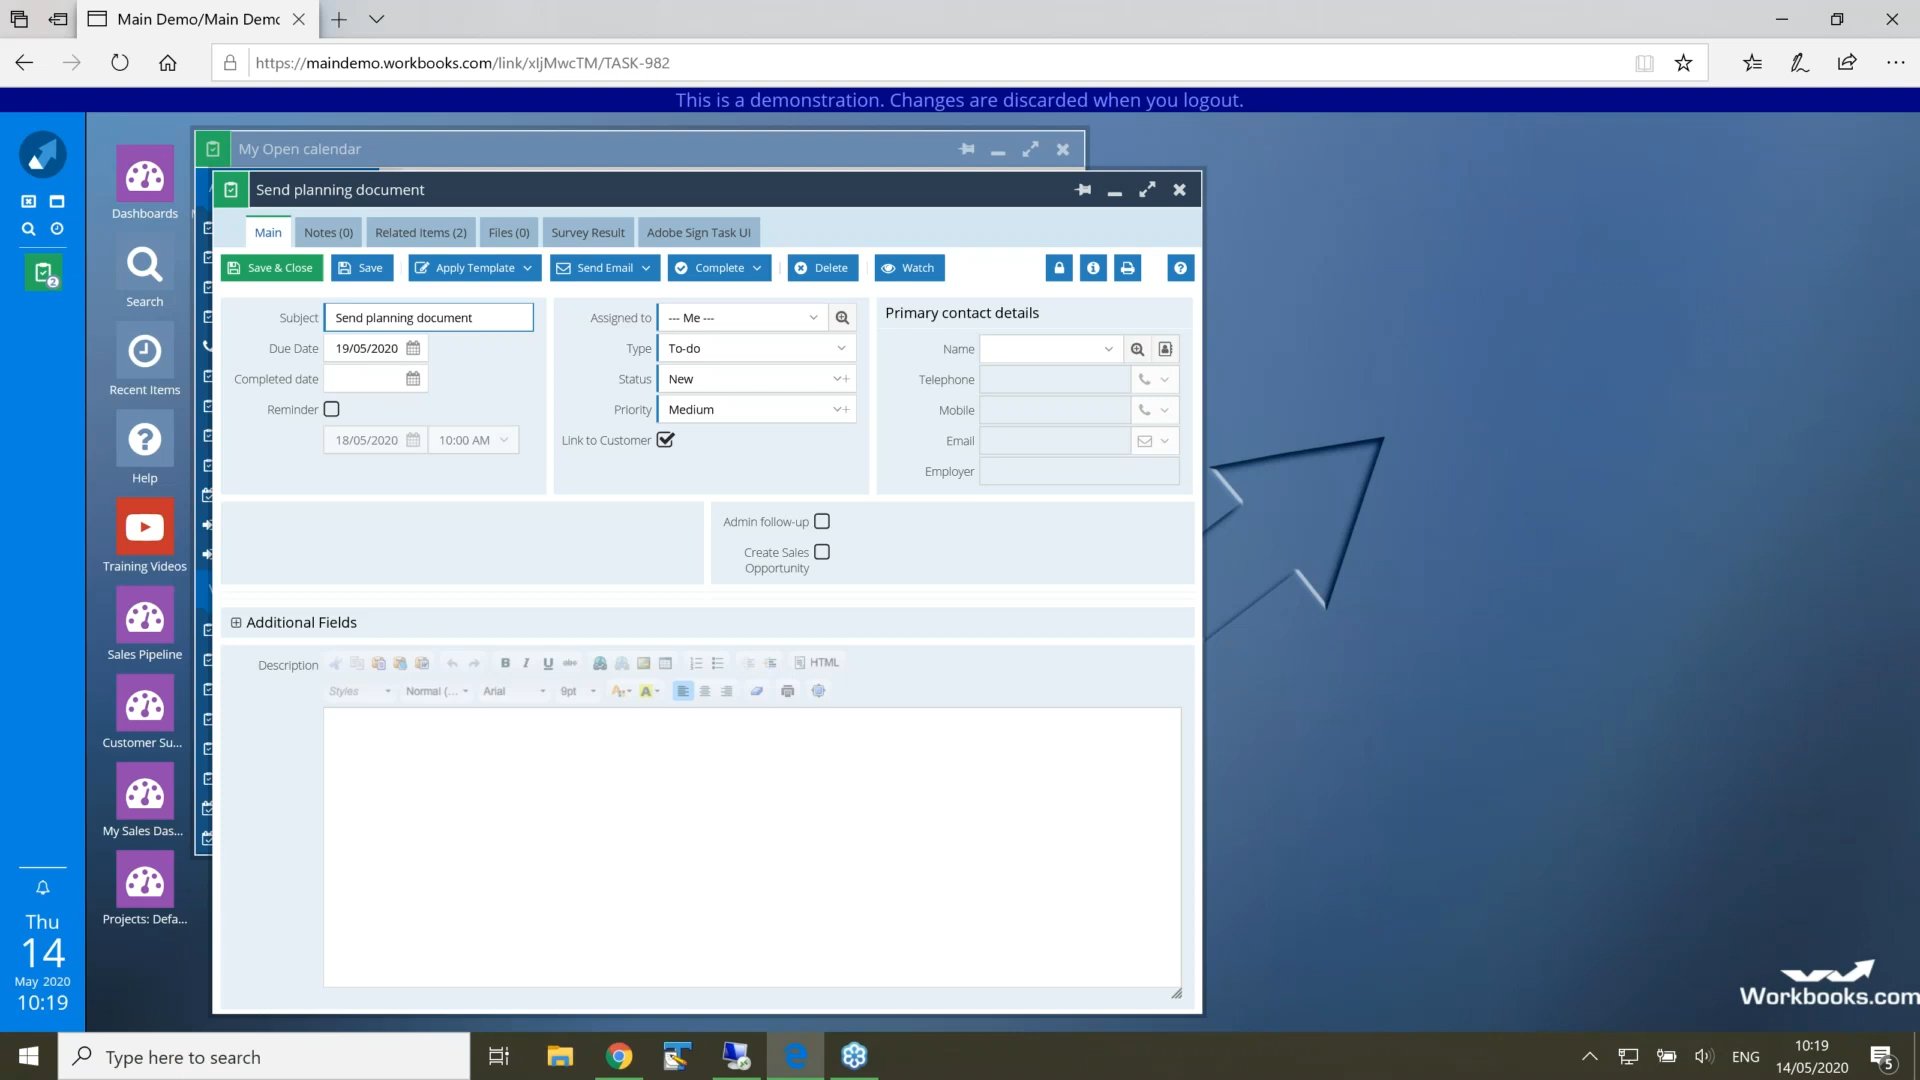 Main Demo/Main Demo
https://maindemo.workbooks.com/link/xljMwcTM/TASK-982
This is a demonstration. Changes are discarded when you logout.
My Open calendar
Send planning document
Dashboards
Search
Recent Items
Help
Training Videos
Sales Pipeline
Customer Su...
My Sales Das...
Projects: Defa...
2
Thu
14
May 2020
10:19
Main
Notes (0)
Related Items (2)
Files (0)
Survey Result
Adobe Sign Task UI
Save & Close
Save
Apply Template
Send Email
Complete
Delete
Watch
Subject Send planning document
Due Date 19/05/2020
Completed date
Reminder
18/05/2020 10:00 AM
Assigned to --- Me ---
Type To-do
Status New
Priority Medium
Link to Customer
Primary contact details
Name
Telephone
Mobile
Email
Employer
Admin follow-up
Create Sales
Opportunity
Additional Fields
Description
B I U abc HTML
Styles Normal (... Arial 9pt
Workbooks.com
Type here to search
ENG
10:19
14/05/2020
5